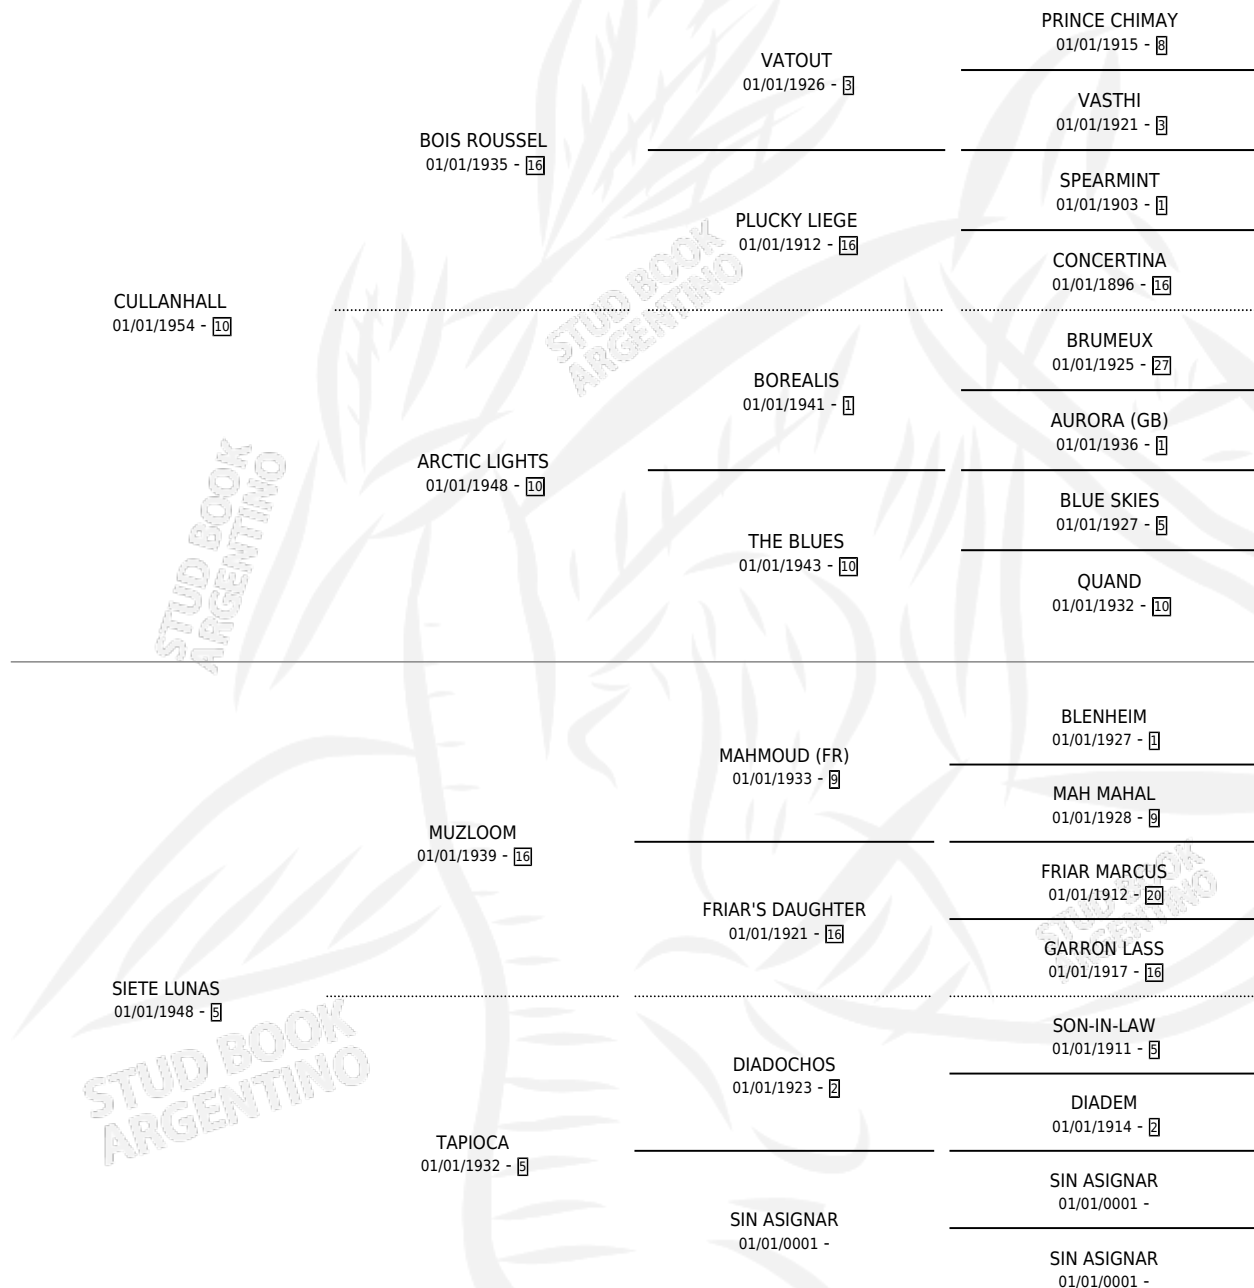 PRINCE CHIMAY
01/01/1915 - 8
VATOUT
01/01/1926 - 3
VASTHI
01/01/1921 - 3
BOIS ROUSSEL
01/01/1935 - 16
SPEARMINT
01/01/1903 - 1
PLUCKY LIEGE
01/01/1912 - 16
CONCERTINA
01/01/1896 - 16
CULLANHALL
01/01/1954 - 10
BRUMEUX
01/01/1925 - 27
BOREALIS
01/01/1941 - 1
AURORA (GB)
01/01/1936 - 1
ARCTIC LIGHTS
01/01/1948 - 10
BLUE SKIES
01/01/1927 - 5
THE BLUES
01/01/1943 - 10
QUAND
01/01/1932 - 10
BLENHEIM
01/01/1927 - 1
MAHMOUD (FR)
01/01/1933 - 9
MAH MAHAL
01/01/1928 - 9
MUZLOOM
01/01/1939 - 16
FRIAR MARCUS
01/01/1912 - 20
FRIAR'S DAUGHTER
01/01/1921 - 16
GARRON LASS
01/01/1917 - 16
SIETE LUNAS
01/01/1948 - 5
SON-IN-LAW
01/01/1911 - 5
DIADOCHOS
01/01/1923 - 2
DIADEM
01/01/1914 - 2
TAPIOCA
01/01/1932 - 5
SIN ASIGNAR
01/01/0001 -
SIN ASIGNAR
01/01/0001 -
SIN ASIGNAR
01/01/0001 -
STUD BOOK
ARGENTINO
STUD BOOK
ARGENTINO
STUD BOOK
ARGENTINO
STUD BOOK
ARGENTINO